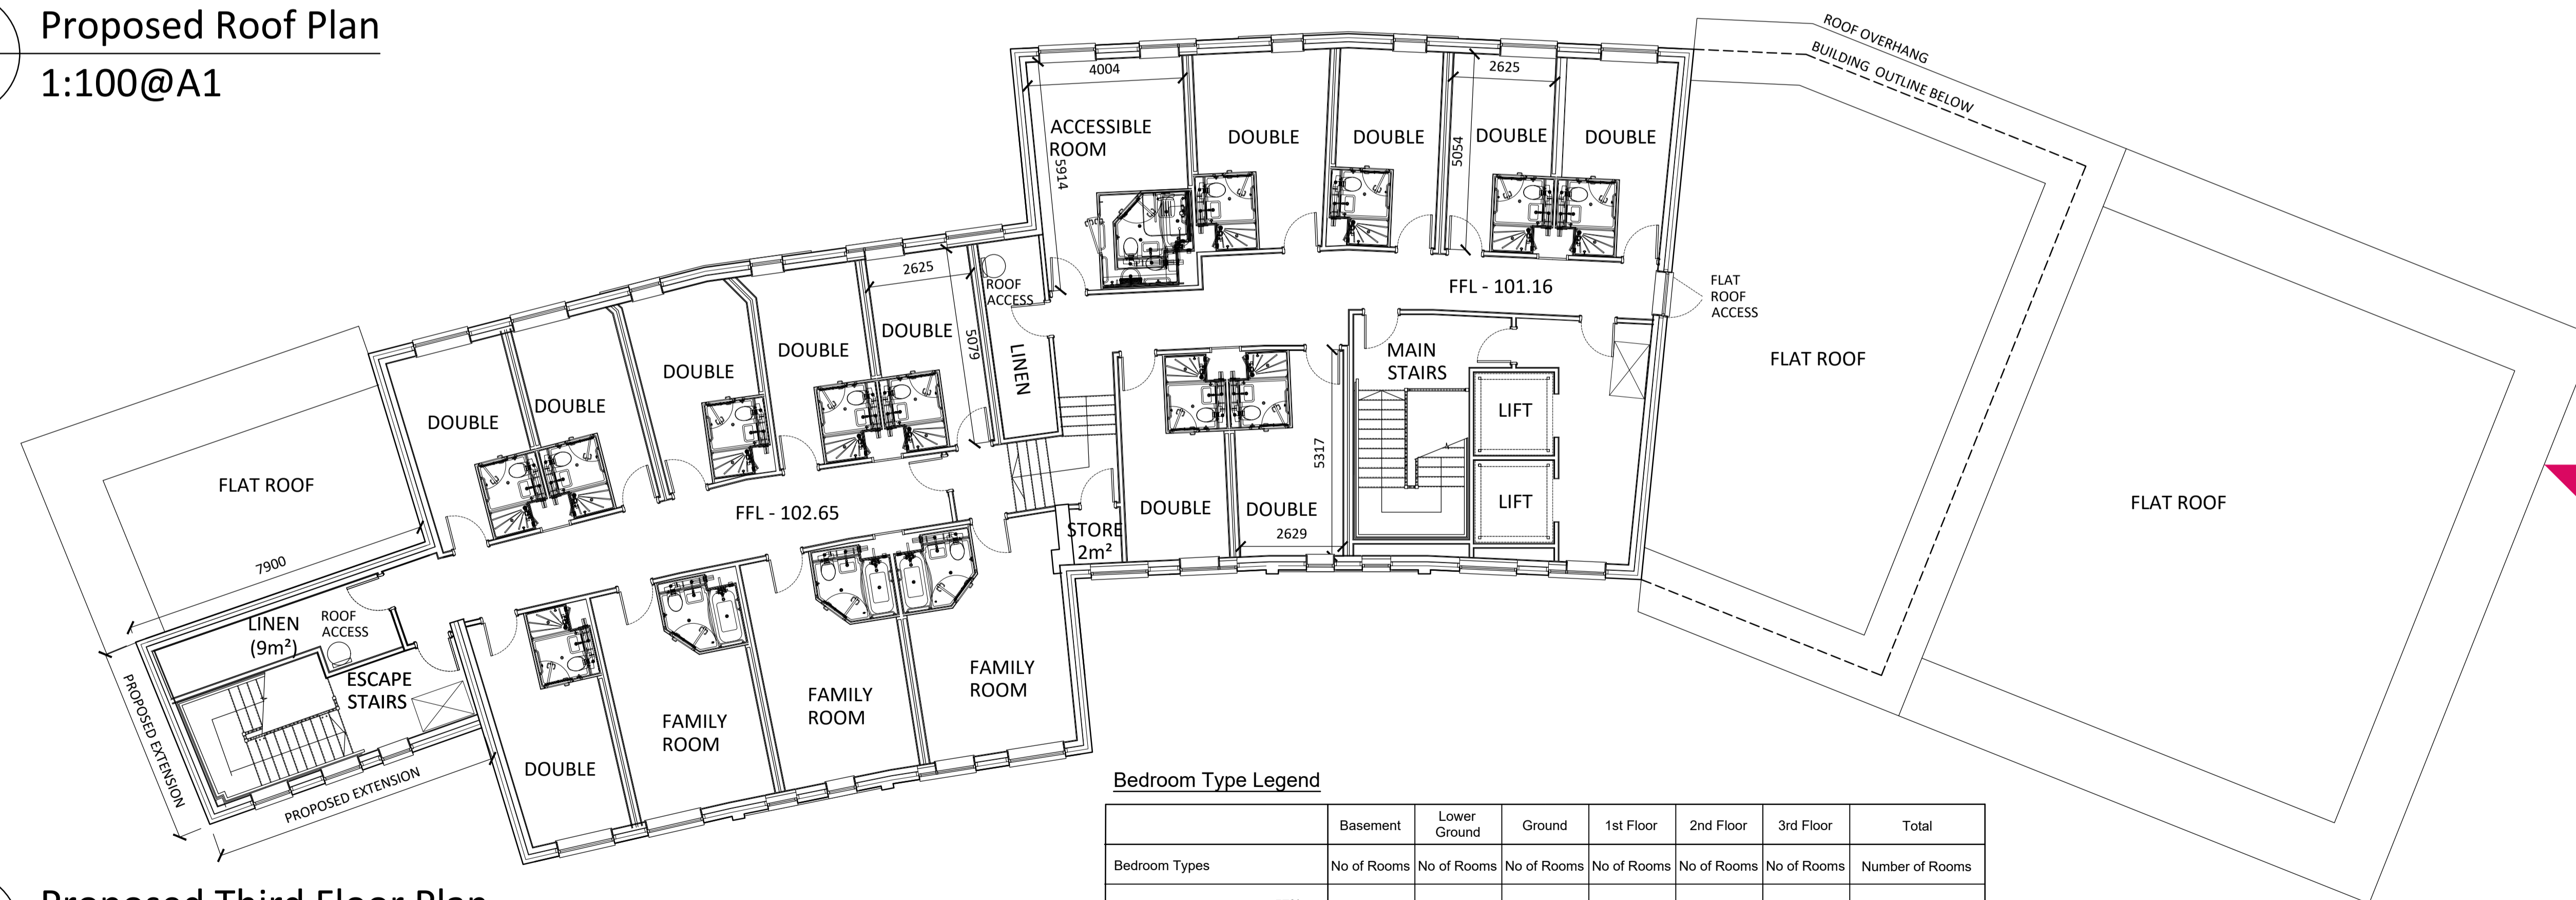 Proposed Roof Plan
1:100@A1
ROOF OVERHANG
BUILDING OUTLINE BELOW
4004
2625
ACCESSIBLE
ROOM
5914
DOUBLE
DOUBLE
5054
DOUBLE
DOUBLE
FFL - 101.16
FLAT
ROOF
ACCESS
FLAT ROOF
FLAT ROOF
2625
ROOF
ACCESS
5079
LINEN
DOUBLE
DOUBLE
DOUBLE
DOUBLE
DOUBLE
FLAT ROOF
7900
FFL - 102.65
MAIN
STAIRS
LIFT
LIFT
5317
DOUBLE
DOUBLE
2629
STORE
2m²
LINEN
(9m²)
ROOF
ACCESS
ESCAPE
STAIRS
PROPOSED EXTENSION
PROPOSED EXTENSION
DOUBLE
FAMILY
ROOM
FAMILY
ROOM
FAMILY
ROOM
Bedroom Type Legend
Basement
Lower
Ground
Ground
1st Floor
2nd Floor
3rd Floor
Total
Bedroom Types
No of Rooms
No of Rooms
No of Rooms
No of Rooms
No of Rooms
No of Rooms
Number of Rooms
Proposed Third Floor Plan